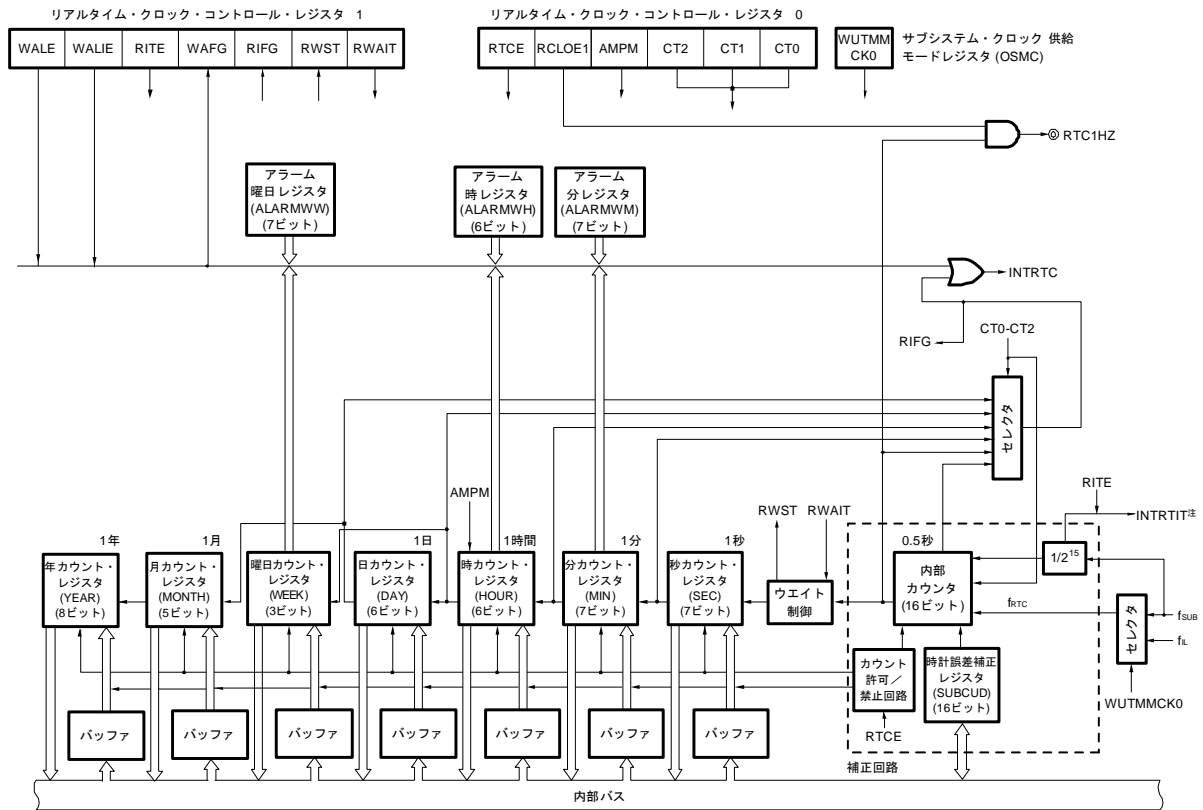 リアルタイム・クロック・コントロール・レジスタ 1
リアルタイム・クロック・コントロール・レジスタ 0
WALE WALIE RITE WAFG RIFG RWST RWAIT
RTCE RCLOE1 AMPM CT2 CT1 CT0
WUTMM
CK0
サブシステム・クロック 供給
モードレジスタ (OSMC)
RTC1HZ
アラーム
曜日レジスタ
(ALARMWW)
(7ビット)
アラーム
時レジスタ
(ALARMWH)
(6ビット)
アラーム
分レジスタ
(ALARMWM)
(7ビット)
INTRTC
RIFG
CT0-CT2
セレクタ
AMPM
RWST
RWAIT
RITE
INTRTIT注
1年
年カウント・
レジスタ
(YEAR)
(8ビット)
1月
月カウント・
レジスタ
(MONTH)
(5ビット)
曜日カウント・
レジスタ
(WEEK)
(3ビット)
1日
日カウント・
レジスタ
(DAY)
(6ビット)
1時間
時カウント・
レジスタ
(HOUR)
(6ビット)
1分
分カウント・
レジスタ
(MIN)
(7ビット)
1秒
秒カウント・
レジスタ
(SEC)
(7ビット)
ウエイト
制御
0.5秒
内部
カウンタ
(16ビット)
1/2¹⁵
fRTC
セレクタ
fSUB
fIL
WUTMMCK0
カウント
許可/
禁止回路
時計誤差補正
レジスタ
(SUBCUD)
(16ビット)
RTCE
補正回路
バッファ
バッファ
バッファ
バッファ
バッファ
バッファ
バッファ
内部バス